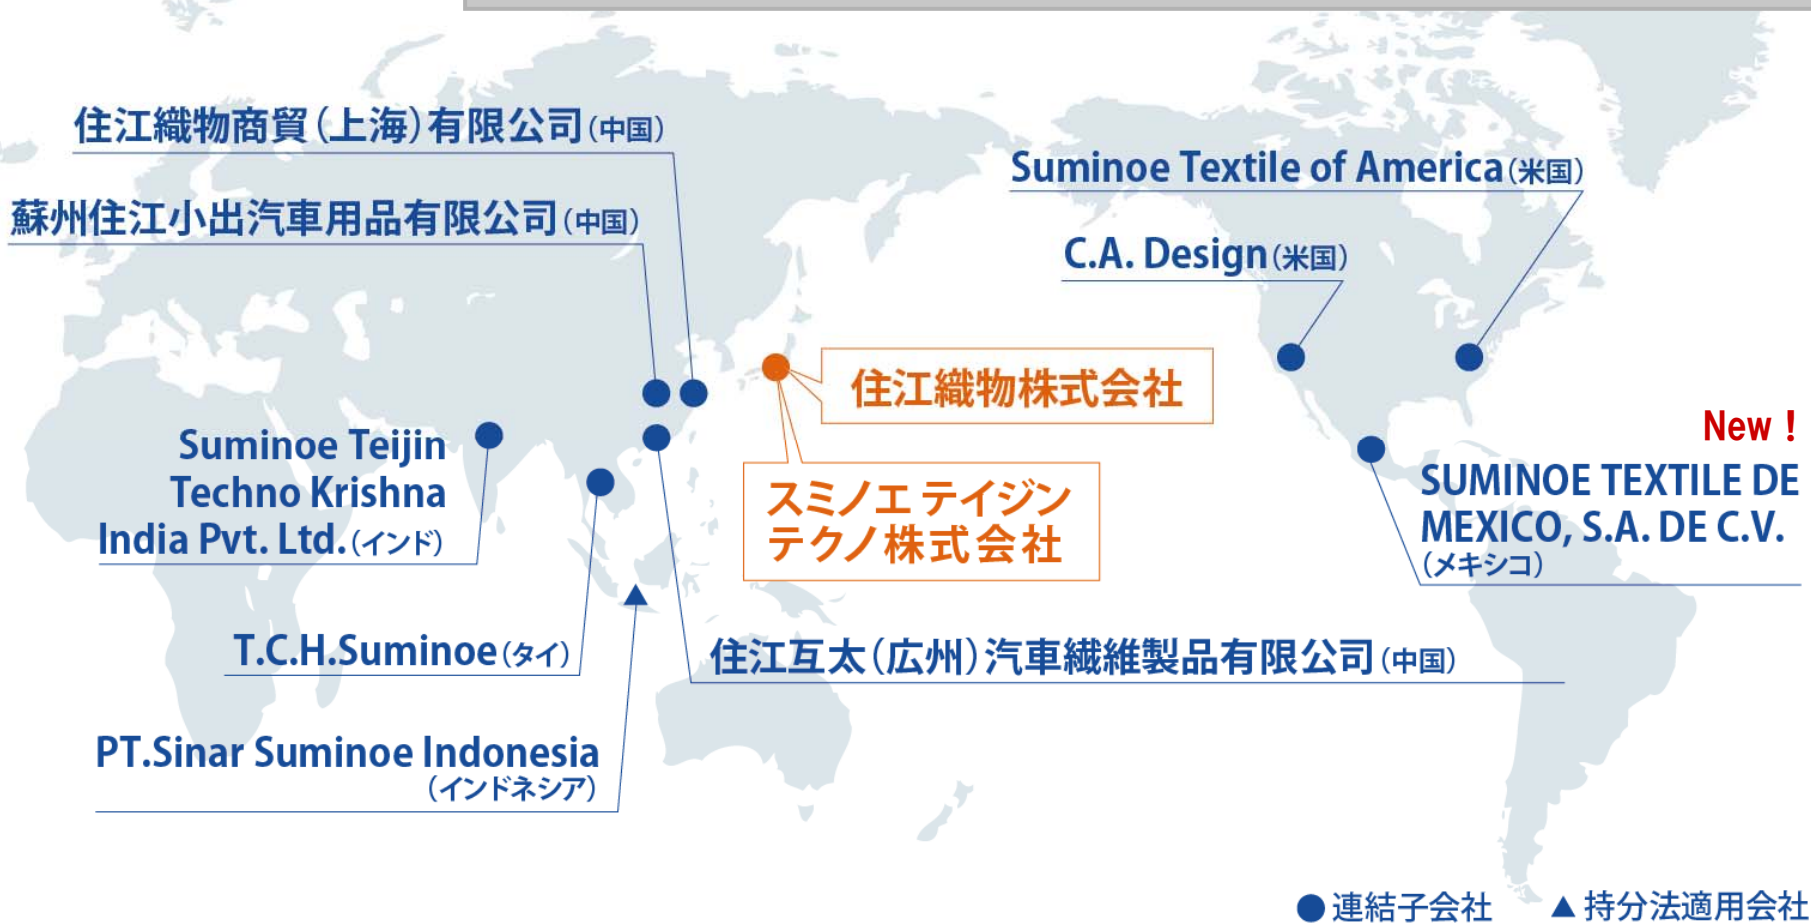 住江織物商貿（上海）有限公司（中国）
蘇州住江小出汽車用品有限公司（中国）
Suminoe Textile of America（米国）
C.A. Design（米国）
住江織物株式会社
スミノエ テイジン
テクノ株式会社
Suminoe Teijin
Techno Krishna
India Pvt. Ltd.（インド）
New !
SUMINOE TEXTILE DE
MEXICO, S.A. DE C.V.
（メキシコ）
T.C.H.Suminoe（タイ）
住江互太（広州）汽車繊維製品有限公司（中国）
PT.Sinar Suminoe Indonesia
（インドネシア）
●連結子会社 ▲持分法適用会社